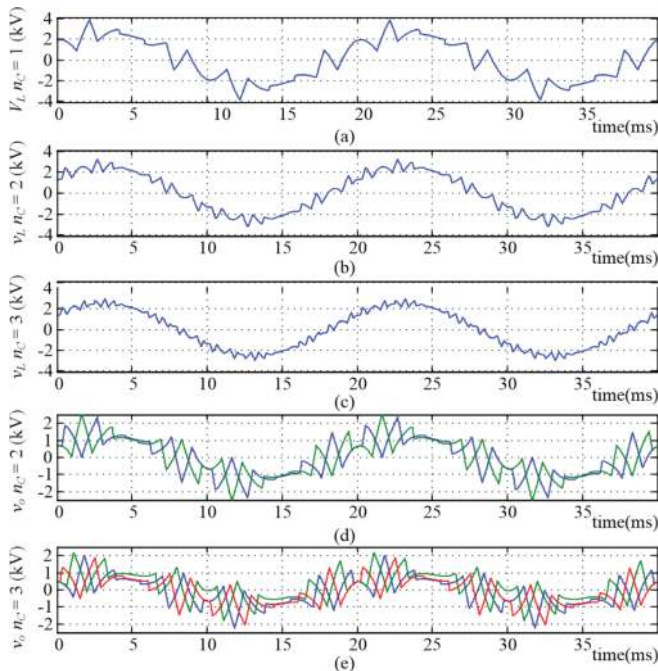 V_L n_C = 1 (kV)
4
2
0
-2
-4
0 5 10 15 20 25 30 35
time(ms)
(a)
v_L n_C = 2 (kV)
4
2
0
-2
-4
0 5 10 15 20 25 30 35
time(ms)
(b)
v_L n_C = 3 (kV)
4
2
0
-2
-4
0 5 10 15 20 25 30 35
time(ms)
(c)
v_o n_C = 2 (kV)
2
1
0
-1
-2
0 5 10 15 20 25 30 35
time(ms)
(d)
v_o n_C = 3 (kV)
2
1
0
-1
-2
0 5 10 15 20 25 30 35
time(ms)
(e)